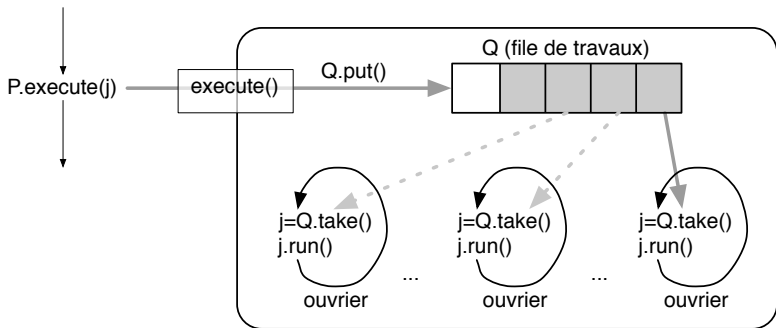 Q (file de travaux)
P.execute(j)
execute()
Q.put()
j=Q.take()
j.run()
ouvrier
...
j=Q.take()
j.run()
ouvrier
...
j=Q.take()
j.run()
ouvrier